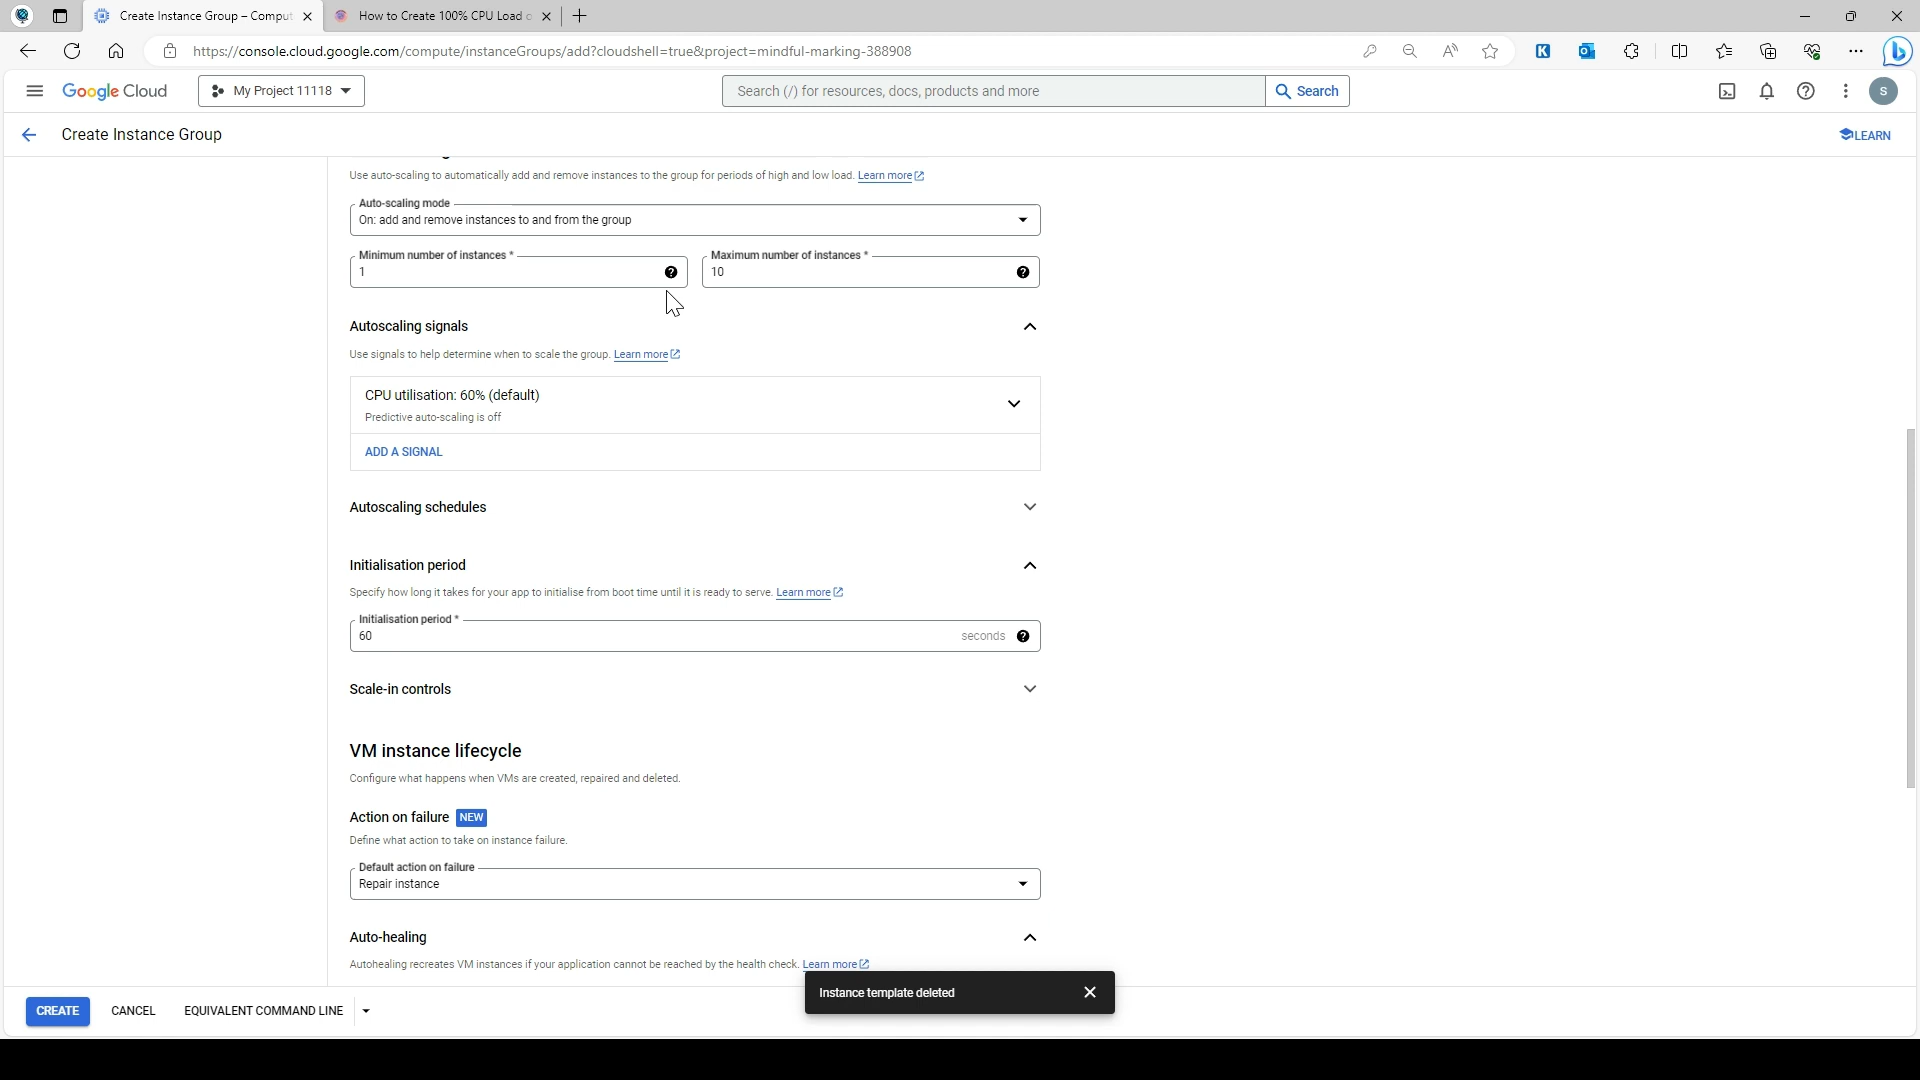 Create Instance Group – Comput
How to Create 100% CPU Load o
https://console.cloud.google.com/compute/instanceGroups/add?cloudshell=true&project=mindful-marking-388908
Google Cloud
My Project 11118
Search (/) for resources, docs, products and more
Search
S
Create Instance Group
LEARN
Use auto-scaling to automatically add and remove instances to the group for periods of high and low load. Learn more
Auto-scaling mode
On: add and remove instances to and from the group
Minimum number of instances *
1
Maximum number of instances *
10
Autoscaling signals
Use signals to help determine when to scale the group. Learn more
CPU utilisation: 60% (default)
Predictive auto-scaling is off
ADD A SIGNAL
Autoscaling schedules
Initialisation period
Specify how long it takes for your app to initialise from boot time until it is ready to serve. Learn more
Initialisation period *
60
seconds
Scale-in controls
VM instance lifecycle
Configure what happens when VMs are created, repaired and deleted.
Action on failure NEW
Define what action to take on instance failure.
Default action on failure
Repair instance
Auto-healing
Autohealing recreates VM instances if your application cannot be reached by the health check. Learn more
Instance template deleted
CREATE
CANCEL
EQUIVALENT COMMAND LINE